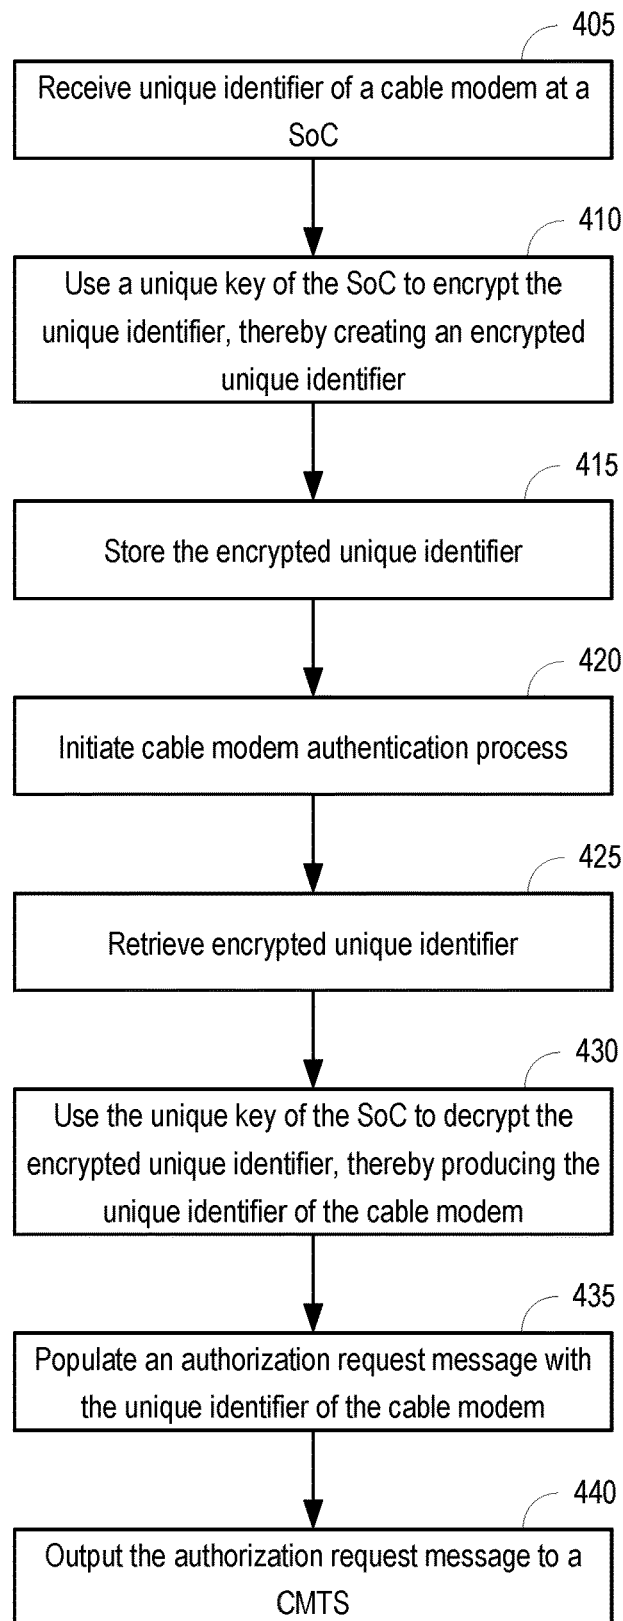 405
Receive unique identifier of a cable modem at a
SoC
410
Use a unique key of the SoC to encrypt the
unique identifier, thereby creating an encrypted
unique identifier
415
Store the encrypted unique identifier
420
Initiate cable modem authentication process
425
Retrieve encrypted unique identifier
430
Use the unique key of the SoC to decrypt the
encrypted unique identifier, thereby producing the
unique identifier of the cable modem
435
Populate an authorization request message with
the unique identifier of the cable modem
440
Output the authorization request message to a
CMTS